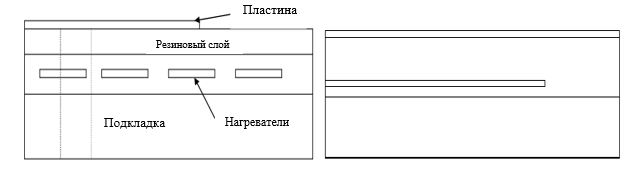 Пластина
Резиновый слой
Подкладка
Нагреватели